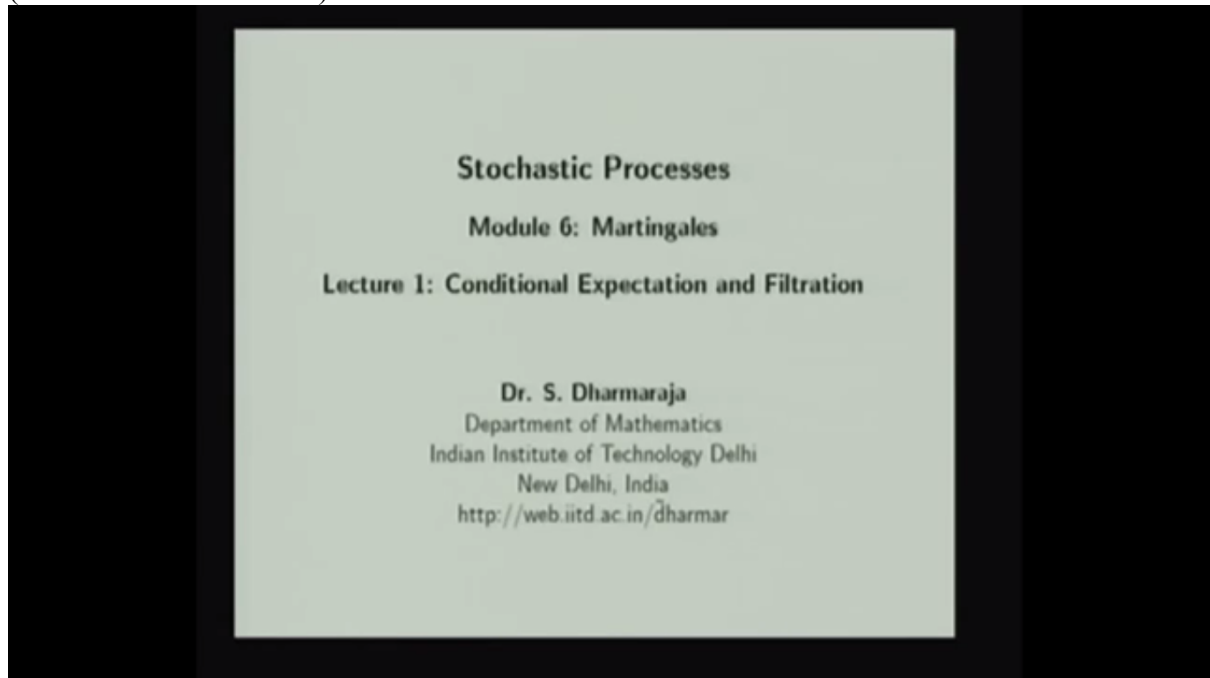 Stochastic Processes
Module 6: Martingales
Lecture 1: Conditional Expectation and Filtration
Dr. S. Dharmaraja
Department of Mathematics
Indian Institute of Technology Delhi
New Delhi, India
http://web.iitd.ac.in/d̃harmar